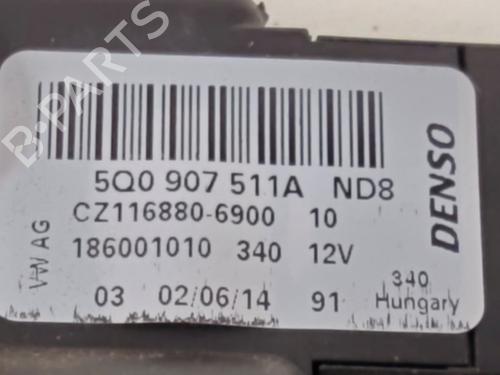 5Q0 907 511A ND8
CZ116880-6900 10
186001010 340 12V
03 02/06/14 91
340
Hungary
VW AG
DENSO
B-PARTS